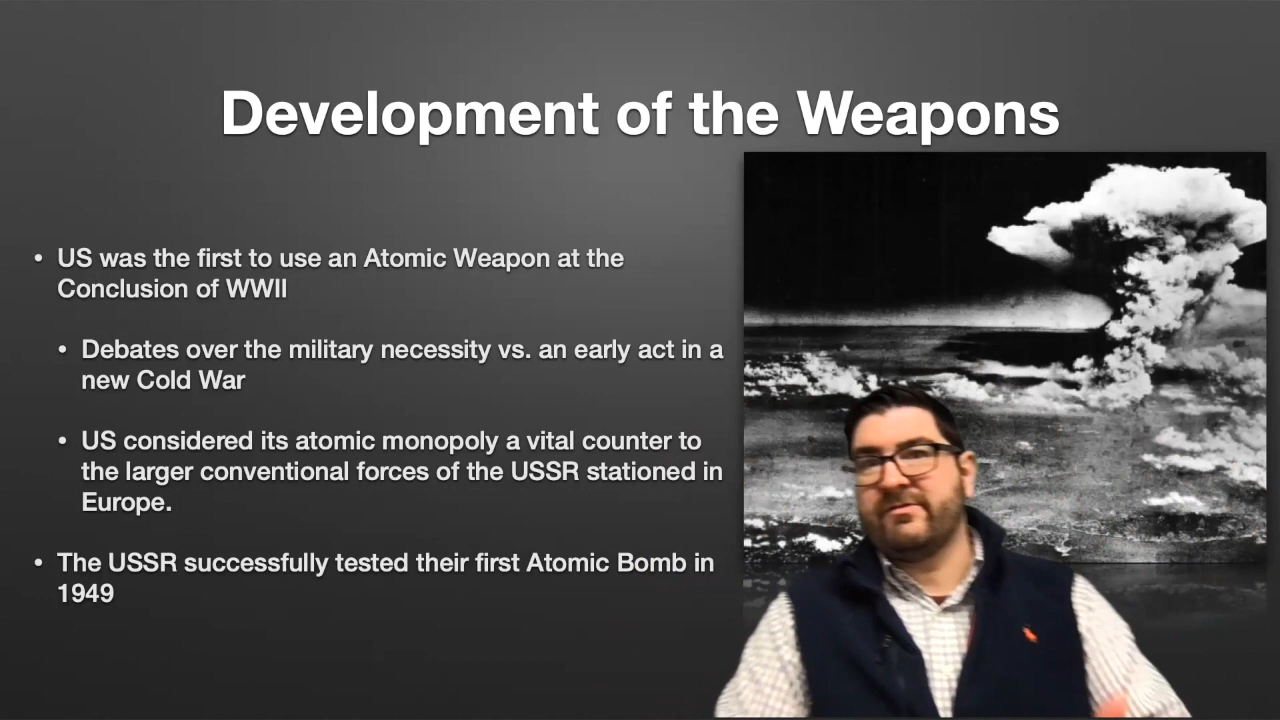 Development of the Weapons
• US was the first to use an Atomic Weapon at the
Conclusion of WWII
• Debates over the military necessity vs. an early act in a
new Cold War
• US considered its atomic monopoly a vital counter to
the larger conventional forces of the USSR stationed in
Europe.
• The USSR successfully tested their first Atomic Bomb in
1949